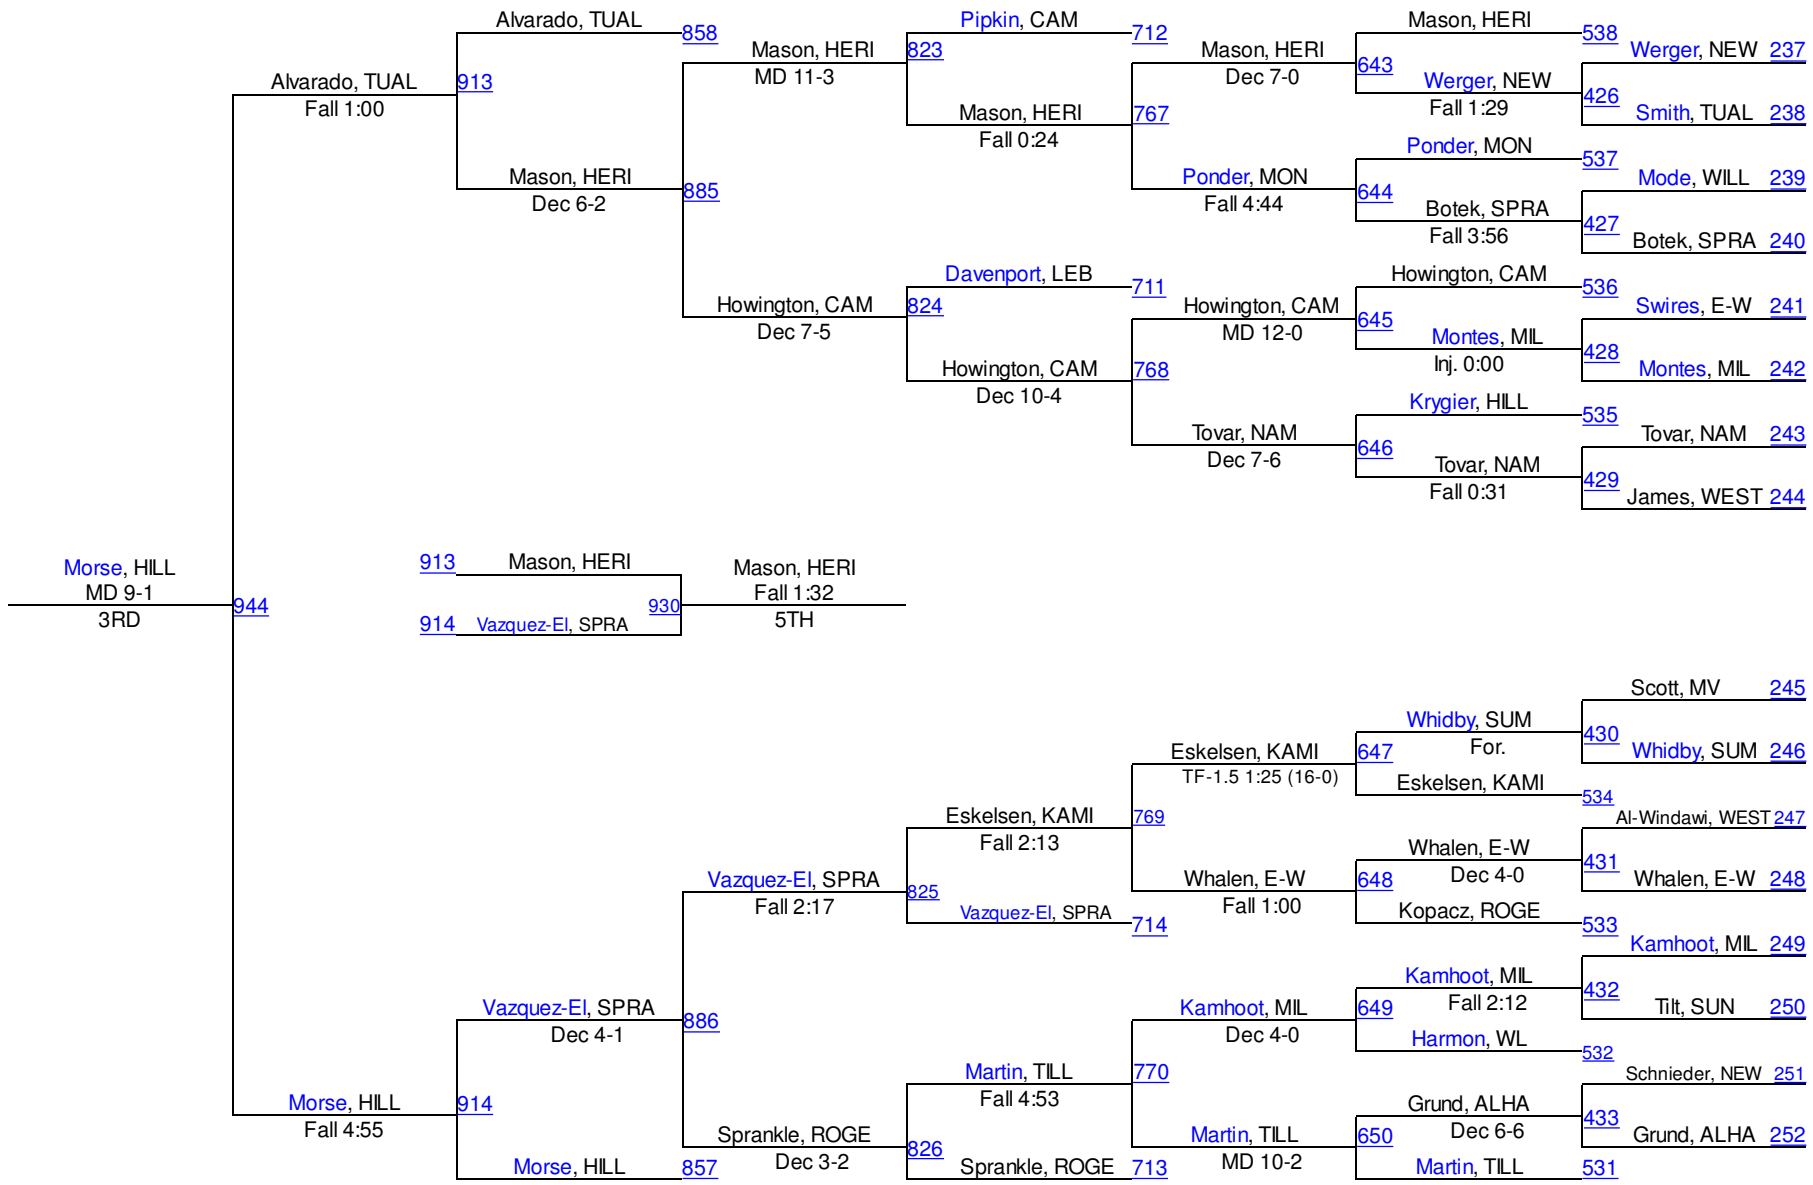 Alvarado, TUAL 858
Pipkin, CAM 712
Mason, HERI 538
Mason, HERI 823
MD 11-3
Mason, HERI 643
Dec 7-0
Werger, NEW 237
Alvarado, TUAL 913
Fall 1:00
Werger, NEW 426
Fall 1:29
Smith, TUAL 238
Mason, HERI 767
Fall 0:24
Ponder, MON 537
Mason, HERI 885
Dec 6-2
Ponder, MON 644
Fall 4:44
Mode, WILL 239
Botek, SPRA 427
Fall 3:56
Botek, SPRA 240
Davenport, LEB 711
Howington, CAM 536
Howington, CAM 824
Dec 7-5
Howington, CAM 645
MD 12-0
Swires, E-W 241
Montes, MIL 428
Inj. 0:00
Montes, MIL 242
Howington, CAM 768
Dec 10-4
Krygier, HILL 535
Tovar, NAM 646
Dec 7-6
Tovar, NAM 243
Tovar, NAM 429
Fall 0:31
James, WEST 244
Morse, HILL
MD 9-1
3RD
944
913 Mason, HERI
914 Vazquez-El, SPRA
930
Mason, HERI
Fall 1:32
5TH
Scott, MV 245
Whidby, SUM 430
For.
Whidby, SUM 246
Eskelsen, KAMI 647
TF-1.5 1:25 (16-0)
Eskelsen, KAMI 534
Eskelsen, KAMI 769
Fall 2:13
Al-Windawi, WEST 247
Whalen, E-W 431
Dec 4-0
Whalen, E-W 248
Vazquez-El, SPRA 825
Fall 2:17
Whalen, E-W 648
Fall 1:00
Vazquez-El, SPRA 714
Kopacz, ROGE 533
Kamhoot, MIL 249
Kamhoot, MIL 432
Fall 2:12
Tilt, SUN 250
Vazquez-El, SPRA 886
Dec 4-1
Kamhoot, MIL 649
Dec 4-0
Harmon, WL 532
Martin, TILL 770
Fall 4:53
Schnieder, NEW 251
Morse, HILL 914
Fall 4:55
Grund, ALHA 433
Dec 6-6
Grund, ALHA 252
Sprankle, ROGE 826
Dec 3-2
Martin, TILL 650
MD 10-2
Morse, HILL 857
Sprankle, ROGE 713
Martin, TILL 531